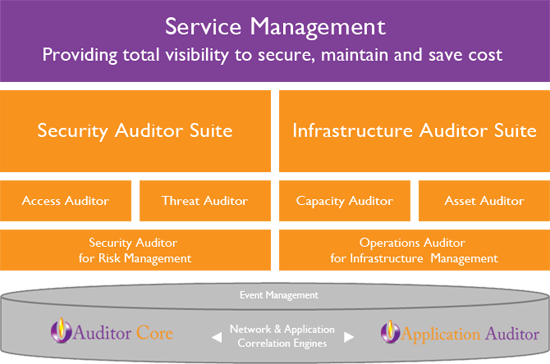 Service Management
Providing total visibility to secure, maintain and save cost
Security Auditor Suite
Infrastructure Auditor Suite
Access Auditor
Threat Auditor
Capacity Auditor
Asset Auditor
Security Auditor
for Risk Management
Operations Auditor
for Infrastructure Management
Event Management
Auditor Core
Network & Application
Correlation Engines
Application Auditor